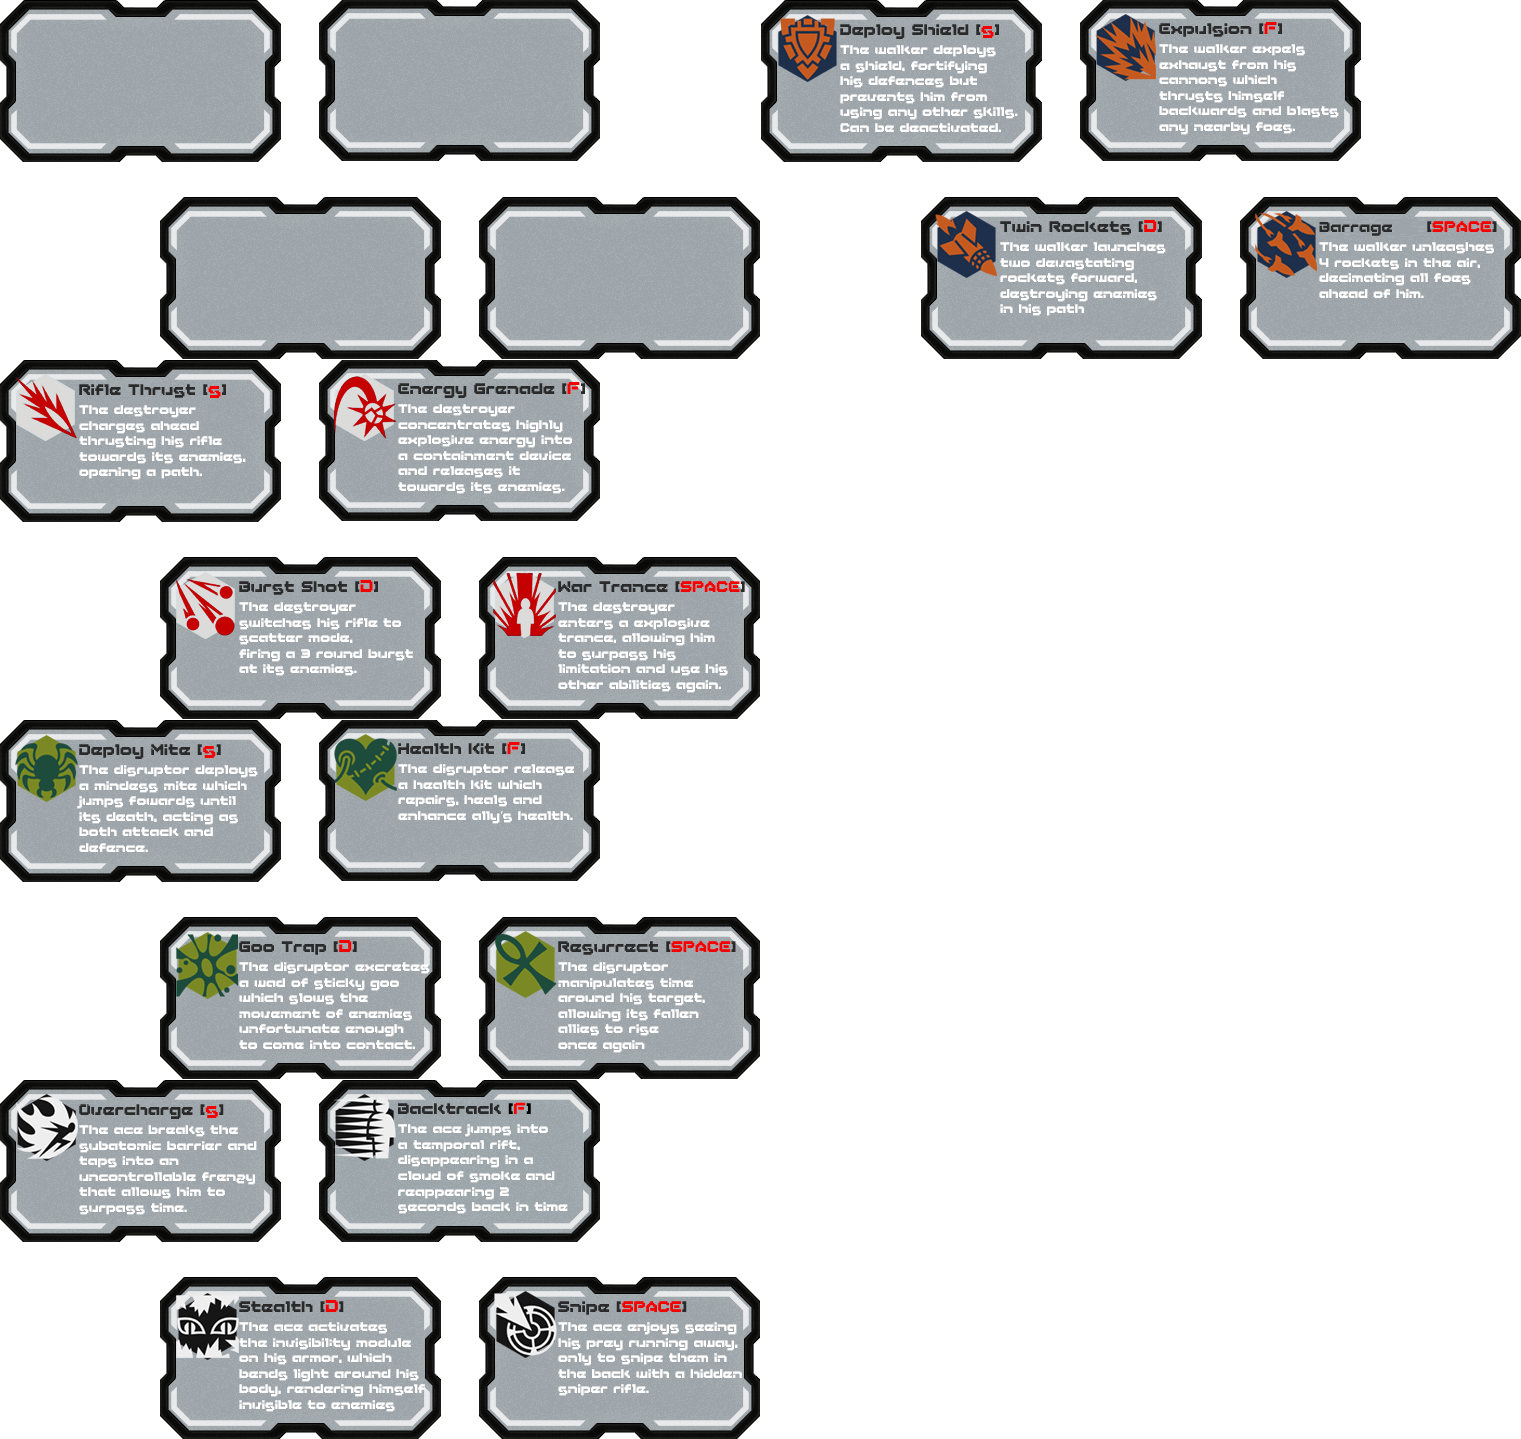 Deploy Shield [S]
The walker deploys
a shield, fortifying
his defences but
prevents him from
using any other skills.
Can be deactivated.
Expulsion [F]
The walker expels
exhaust from his
cannons which
thrusts himself
backwards and blasts
any nearby foes.
Twin Rockets [D]
The walker launches
two devastating
rockets forward,
destroying enemies
in his path
Barrage [SPACE]
The walker unleashes
4 rockets in the air,
decimating all foes
ahead of him.
Rifle Thrust [S]
The destroyer
charges ahead
thrusting his rifle
towards its enemies,
opening a path.
Energy Grenade [F]
The destroyer
concentrates highly
explosive energy into
a containment device
and releases it
towards its enemies.
Burst Shot [D]
The destroyer
switches his rifle to
scatter mode,
firing a 3 round burst
at its enemies.
War Trance [SPACE]
The destroyer
enters a explosive
trance, allowing him
to surpass his
limitation and use his
other abilities again.
Deploy Mite [S]
The disruptor deploys
a mindess mite which
jumps fowards until
its death, acting as
both attack and
defence.
Health Kit [F]
The disruptor release
a health kit which
repairs, heals and
enhance ally's health.
Goo Trap [D]
The disruptor excretes
a wad of sticky goo
which slows the
movement of enemies
unfortunate enough
to come into contact.
Resurrect [SPACE]
The disruptor
manipulates time
around his target,
allowing its fallen
allies to rise
once again
Overcharge [S]
The ace breaks the
subatomic barrier and
taps into an
uncontrollable frenzy
that allows him to
surpass time.
Backtrack [F]
The ace jumps into
a temporal rift,
disappearing in a
cloud of smoke and
reappearing 2
seconds back in time
Stealth [D]
The ace activates
the invisibility module
on his armor, which
bends light around his
body, rendering himself
invisible to enemies
Snipe [SPACE]
The ace enjoys seeing
his prey running away,
only to snipe them in
the back with a hidden
sniper rifle.